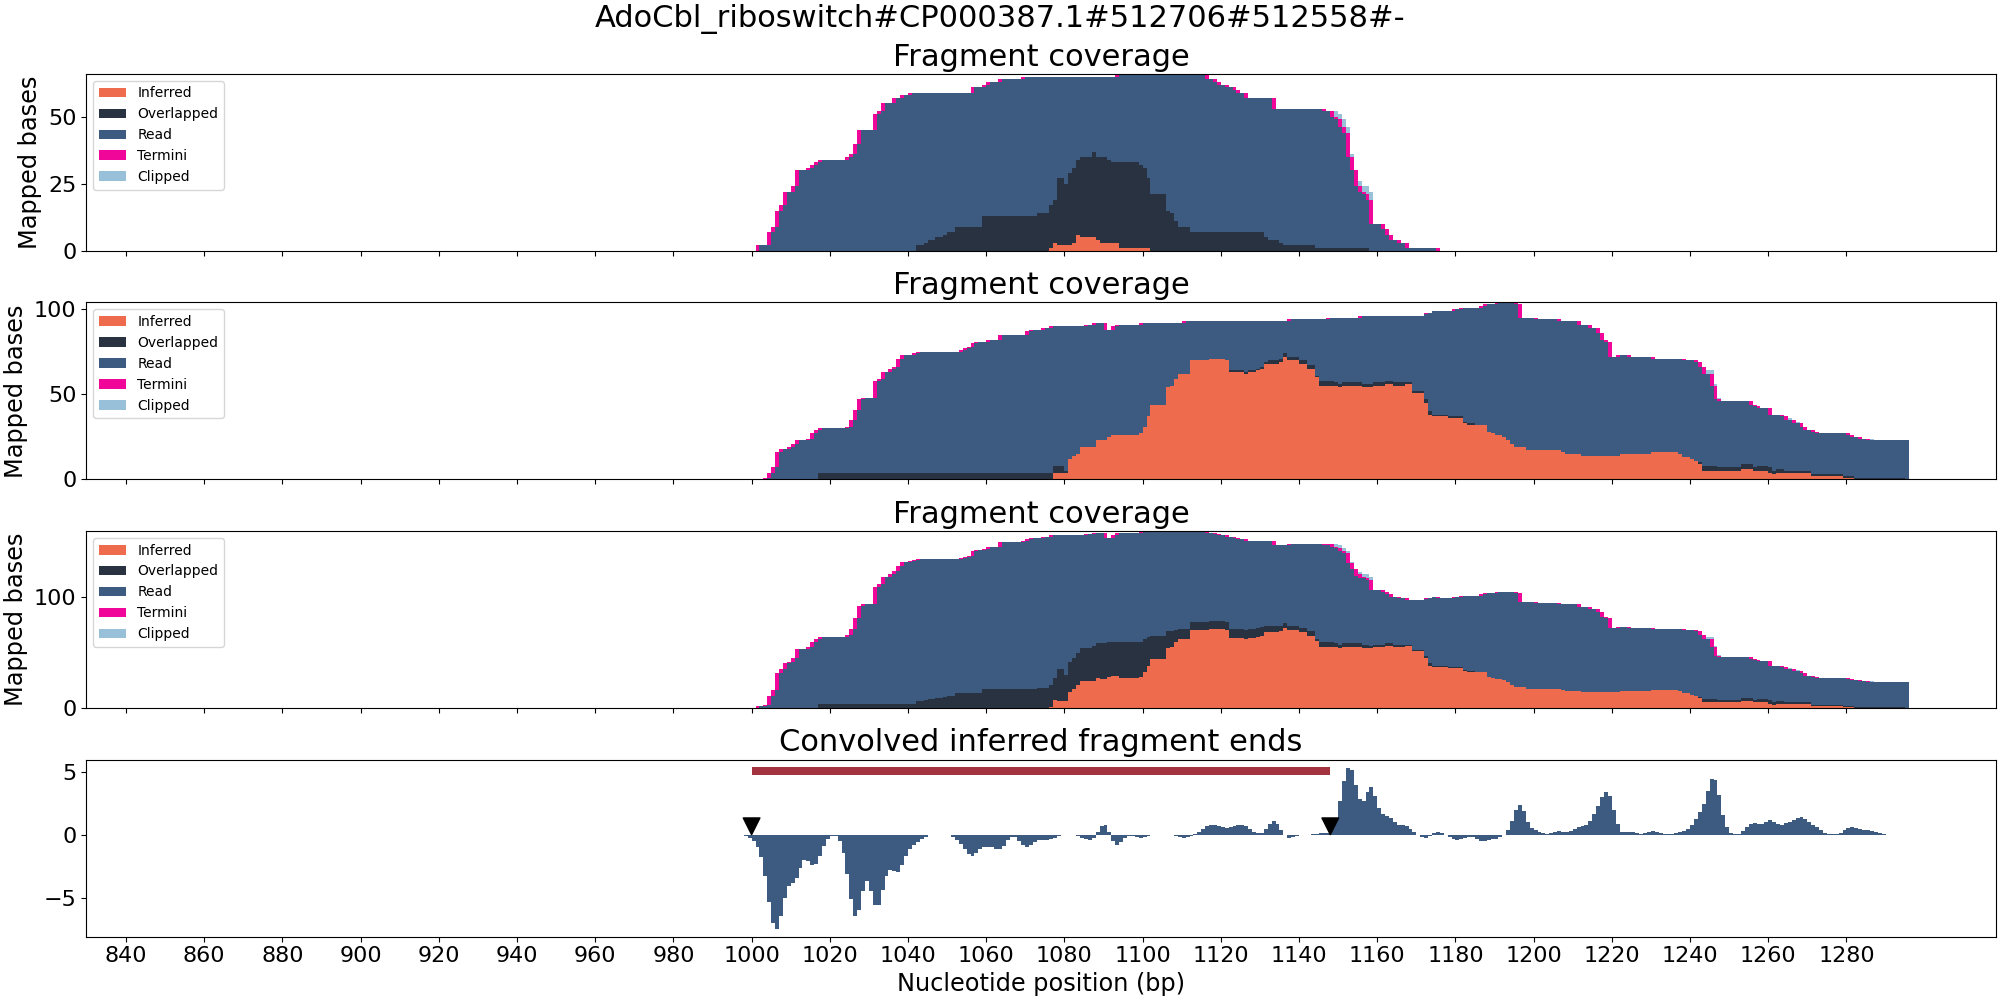 AdoCbl_riboswitch#CP000387.1#512706#512558#-
Fragment coverage
Mapped bases
50
25
0
Inferred
Overlapped
Read
Termini
Clipped
Fragment coverage
Mapped bases
100
50
0
Inferred
Overlapped
Read
Termini
Clipped
Fragment coverage
Mapped bases
100
0
Inferred
Overlapped
Read
Termini
Clipped
Convolved inferred fragment ends
5
0
−5
840 860 880 900 920 940 960 980 1000 1020 1040 1060 1080 1100 1120 1140 1160 1180 1200 1220 1240 1260 1280
Nucleotide position (bp)